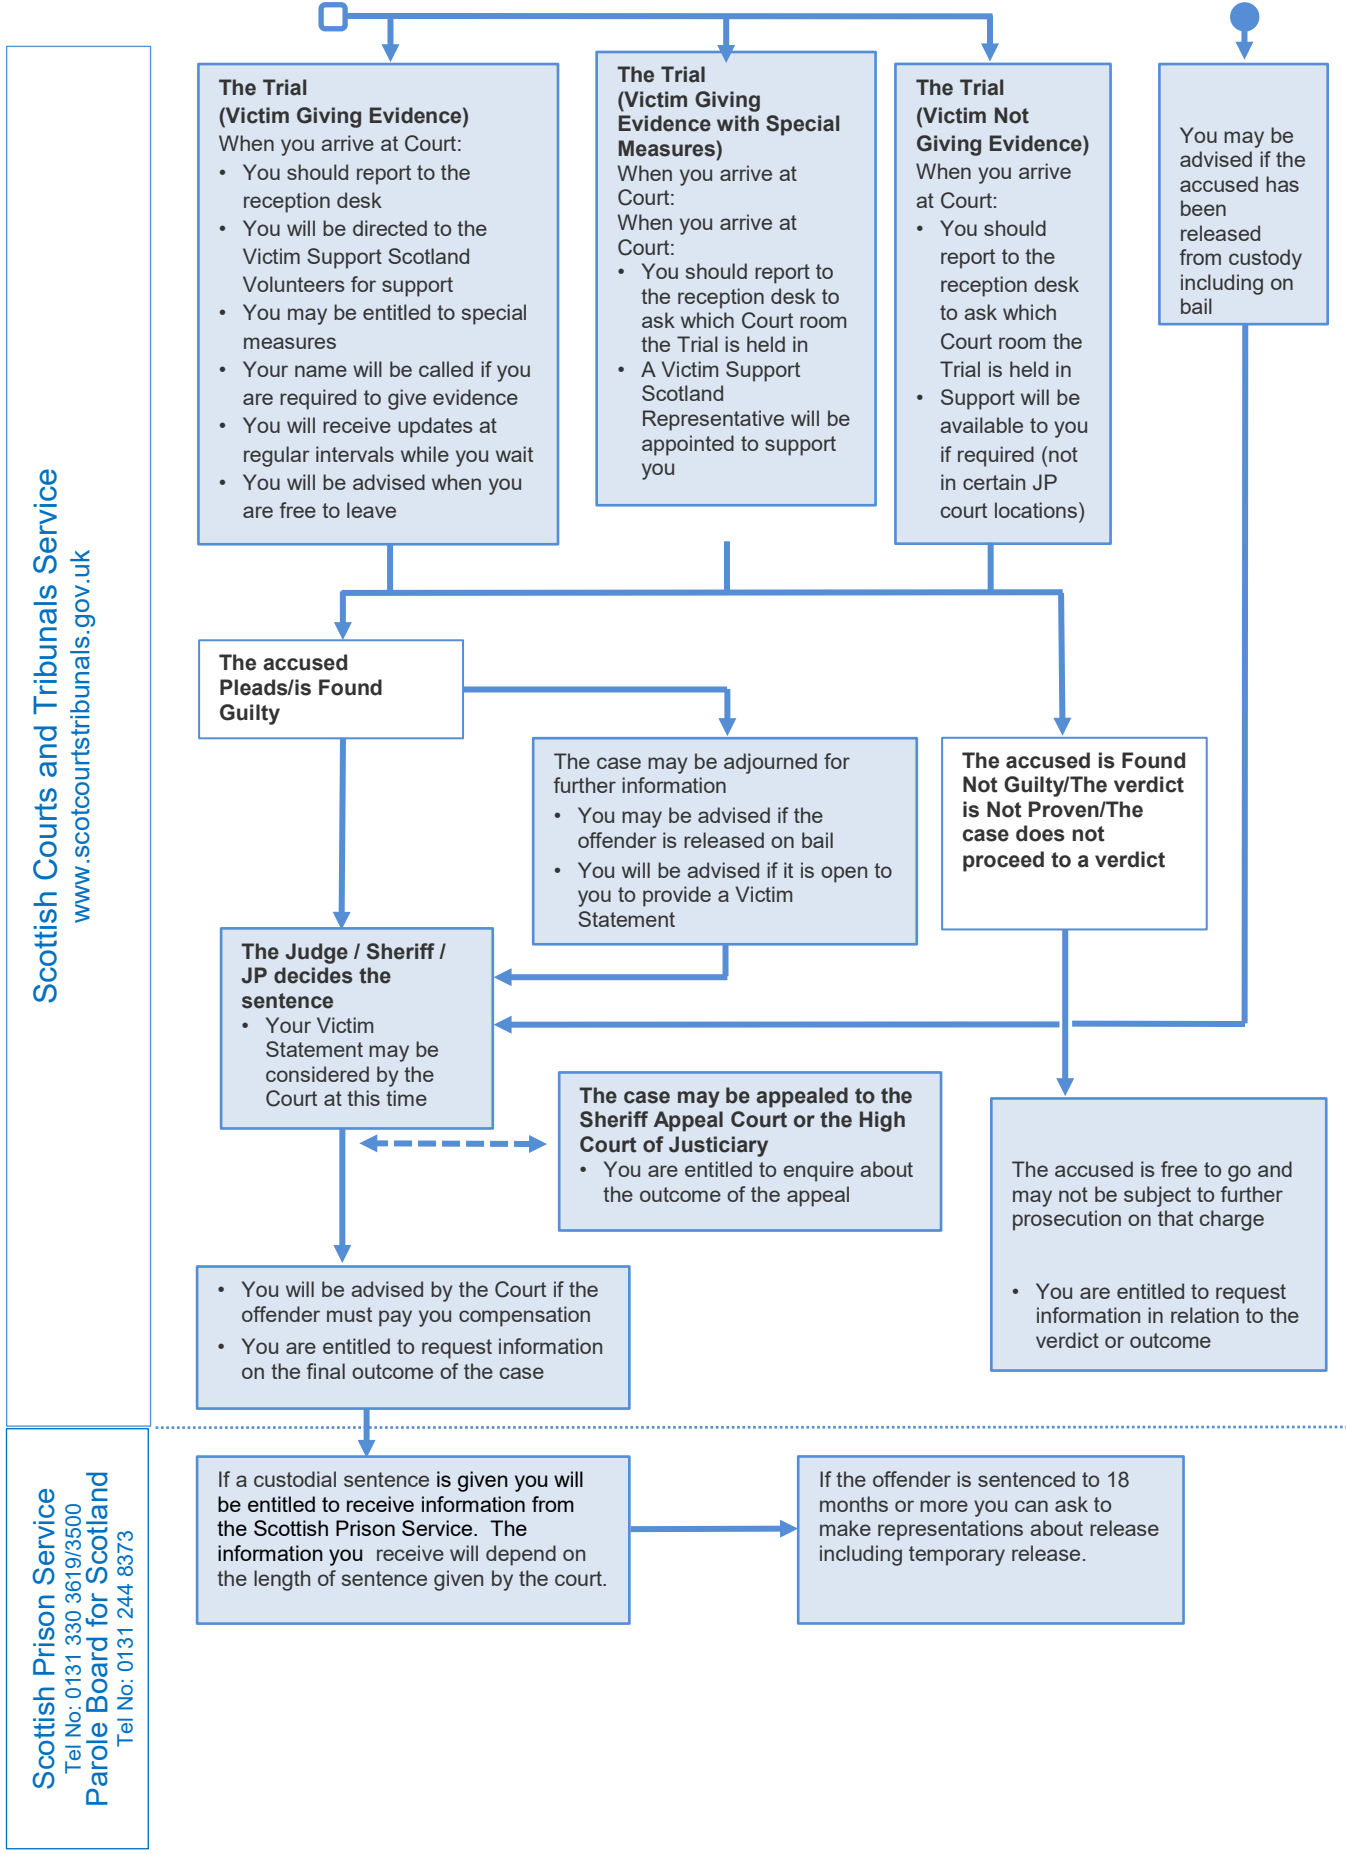 Scottish Courts and Tribunals Service
www.scotcourtstribunals.gov.uk
The Trial
(Victim Giving Evidence)
When you arrive at Court:
• You should report to the
reception desk
• You will be directed to the
Victim Support Scotland
Volunteers for support
• You may be entitled to special
measures
• Your name will be called if you
are required to give evidence
• You will receive updates at
regular intervals while you wait
• You will be advised when you
are free to leave
The Trial
(Victim Giving
Evidence with Special
Measures)
When you arrive at
Court:
When you arrive at
Court:
• You should report to
the reception desk to
ask which Court room
the Trial is held in
• A Victim Support
Scotland
Representative will be
appointed to support
you
The Trial
(Victim Not
Giving Evidence)
When you arrive
at Court:
• You should
report to the
reception desk
to ask which
Court room the
Trial is held in
• Support will be
available to you
if required (not
in certain JP
court locations)
You may be
advised if the
accused has
been
released
from custody
including on
bail
The accused
Pleads/is Found
Guilty
The case may be adjourned for
further information
• You may be advised if the
offender is released on bail
• You will be advised if it is open to
you to provide a Victim
Statement
The accused is Found
Not Guilty/The verdict
is Not Proven/The
case does not
proceed to a verdict
The Judge / Sheriff /
JP decides the
sentence
• Your Victim
Statement may be
considered by the
Court at this time
The case may be appealed to the
Sheriff Appeal Court or the High
Court of Justiciary
• You are entitled to enquire about
the outcome of the appeal
The accused is free to go and
may not be subject to further
prosecution on that charge
• You are entitled to request
information in relation to the
verdict or outcome
• You will be advised by the Court if the
offender must pay you compensation
• You are entitled to request information
on the final outcome of the case
Scottish Prison Service
Tel No: 0131 330 3619/3500
Parole Board for Scotland
Tel No: 0131 244 8373
If a custodial sentence is given you will
be entitled to receive information from
the Scottish Prison Service.  The
information you  receive will depend on
the length of sentence given by the court.
If the offender is sentenced to 18
months or more you can ask to
make representations about release
including temporary release.